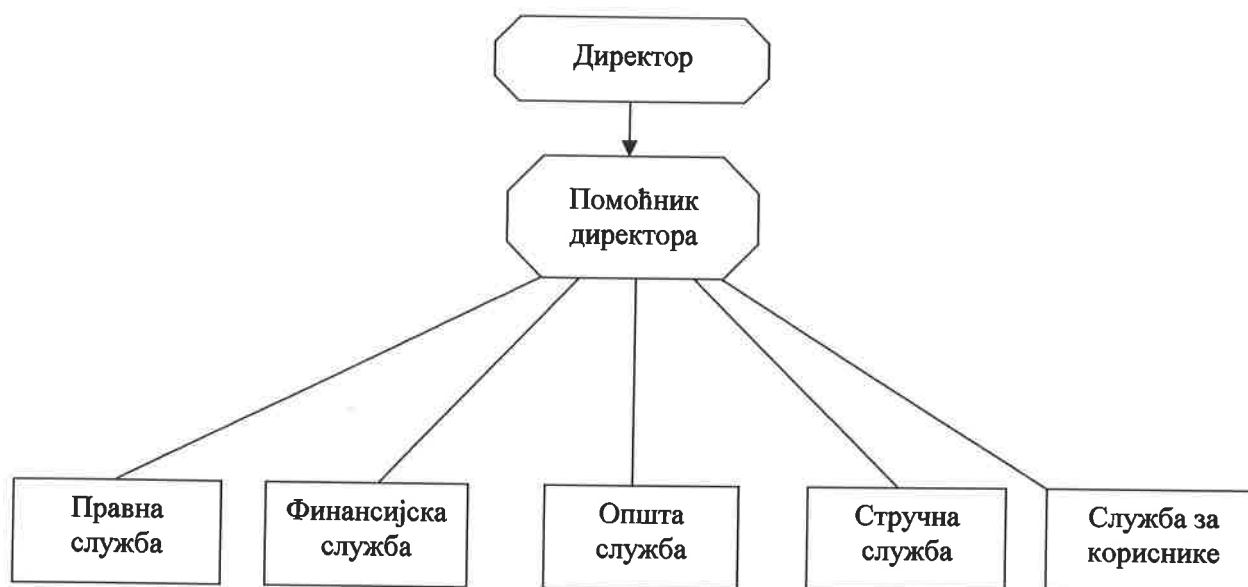 Директор
Помоћник
директора
Правна
служба
Финансијска
служба
Општа
служба
Стручна
служба
Служба за
кориснике